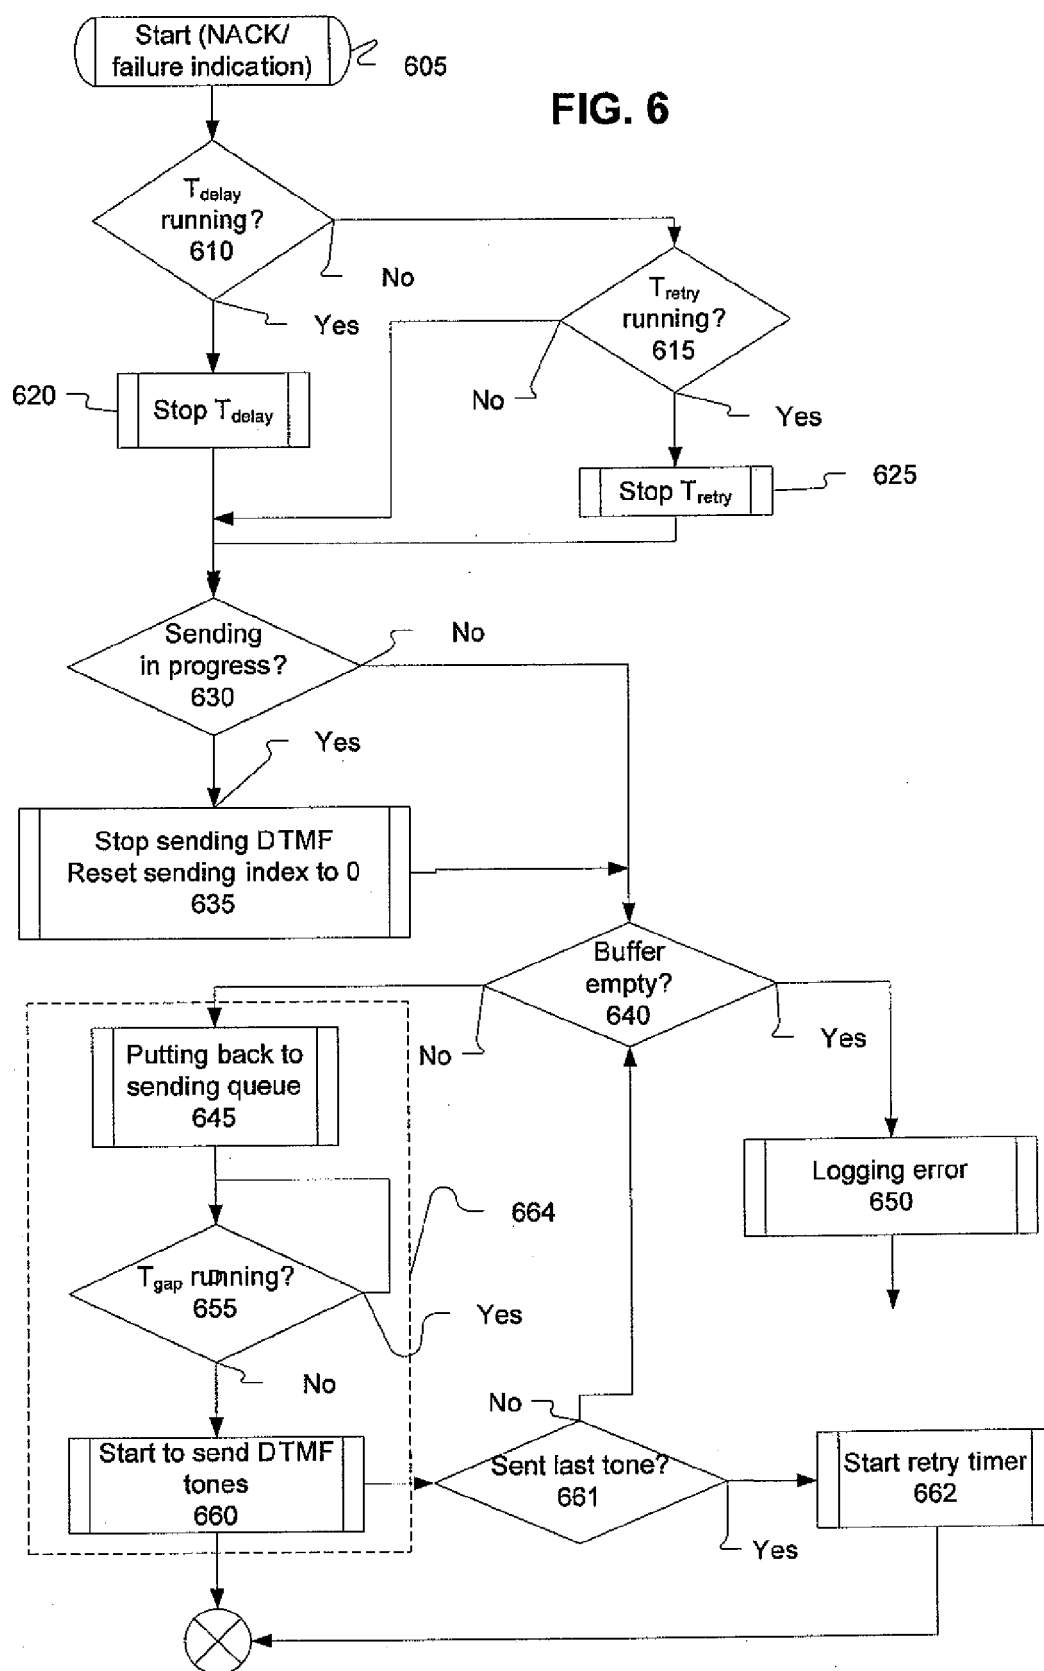 Start (NACK/
failure indication)
605
FIG. 6
Tdelay
running?
610
No
Yes
Tretry
running?
615
No
Yes
620
Stop Tdelay
Stop Tretry
625
Sending
in progress?
630
No
Yes
Stop sending DTMF
Reset sending index to 0
635
Buffer
empty?
640
No
Yes
Putting back to
sending queue
645
Logging error
650
664
Tgap running?
655
Yes
No
Start to send DTMF
tones
660
No
Sent last tone?
661
Yes
Start retry timer
662